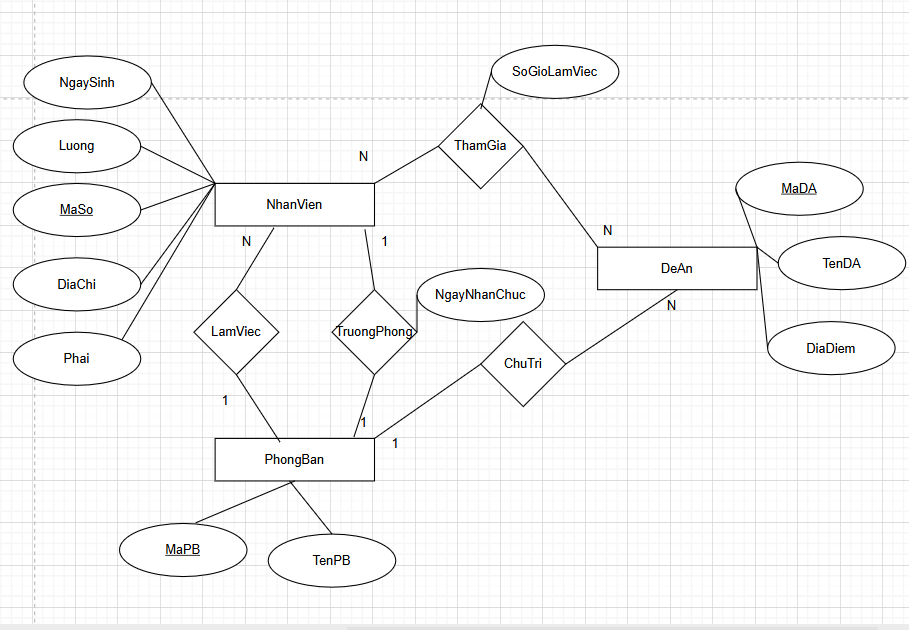 SoGioLamViec
NgaySinh
Luong
ThamGia
N
MaDA
MaSo
NhanVien
N
N
1
TenDA
DeAn
DiaChi
NgayNhanChuc
N
LamViec
TruongPhong
DiaDiem
Phai
ChuTri
1
1
1
PhongBan
MaPB
TenPB